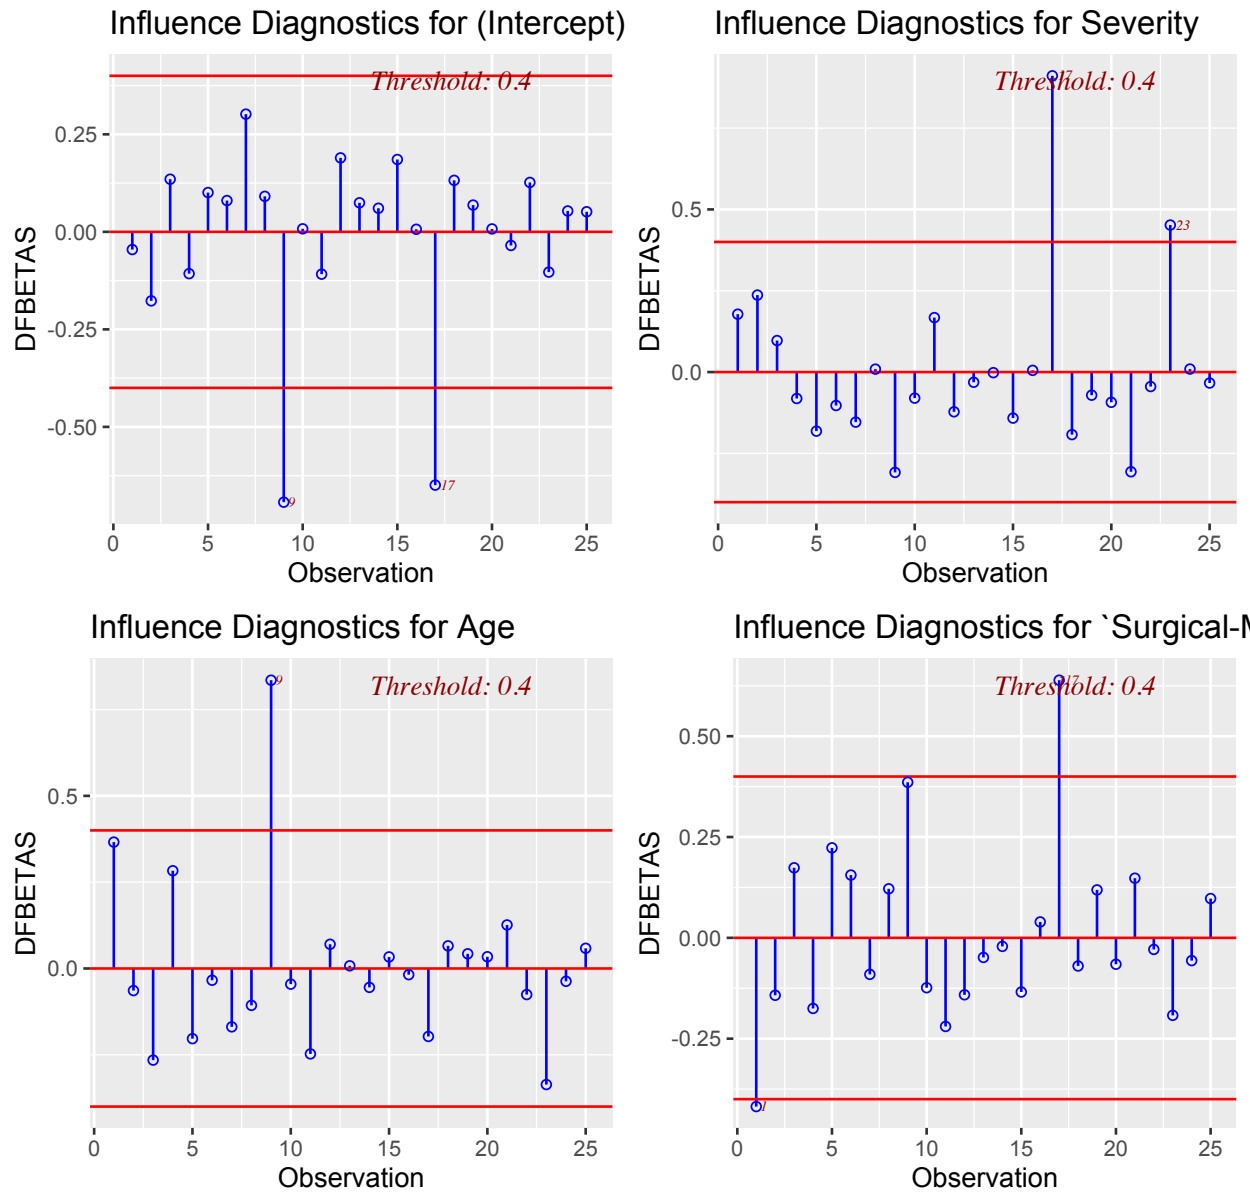 Influence Diagnostics for (Intercept)
Threshold: 0.4
0.25
0.00
-0.25
-0.50
DFBETAS
9
17
0 5 10 15 20 25
Observation
Influence Diagnostics for Severity
Threshold: 0.4
17
23
0.5
0.0
DFBETAS
0 5 10 15 20 25
Observation
Influence Diagnostics for Age
Threshold: 0.4
9
0.5
0.0
DFBETAS
0 5 10 15 20 25
Observation
Influence Diagnostics for `Surgical-M
Threshold: 0.4
17
0.50
0.25
0.00
-0.25
DFBETAS
1
0 5 10 15 20 25
Observation